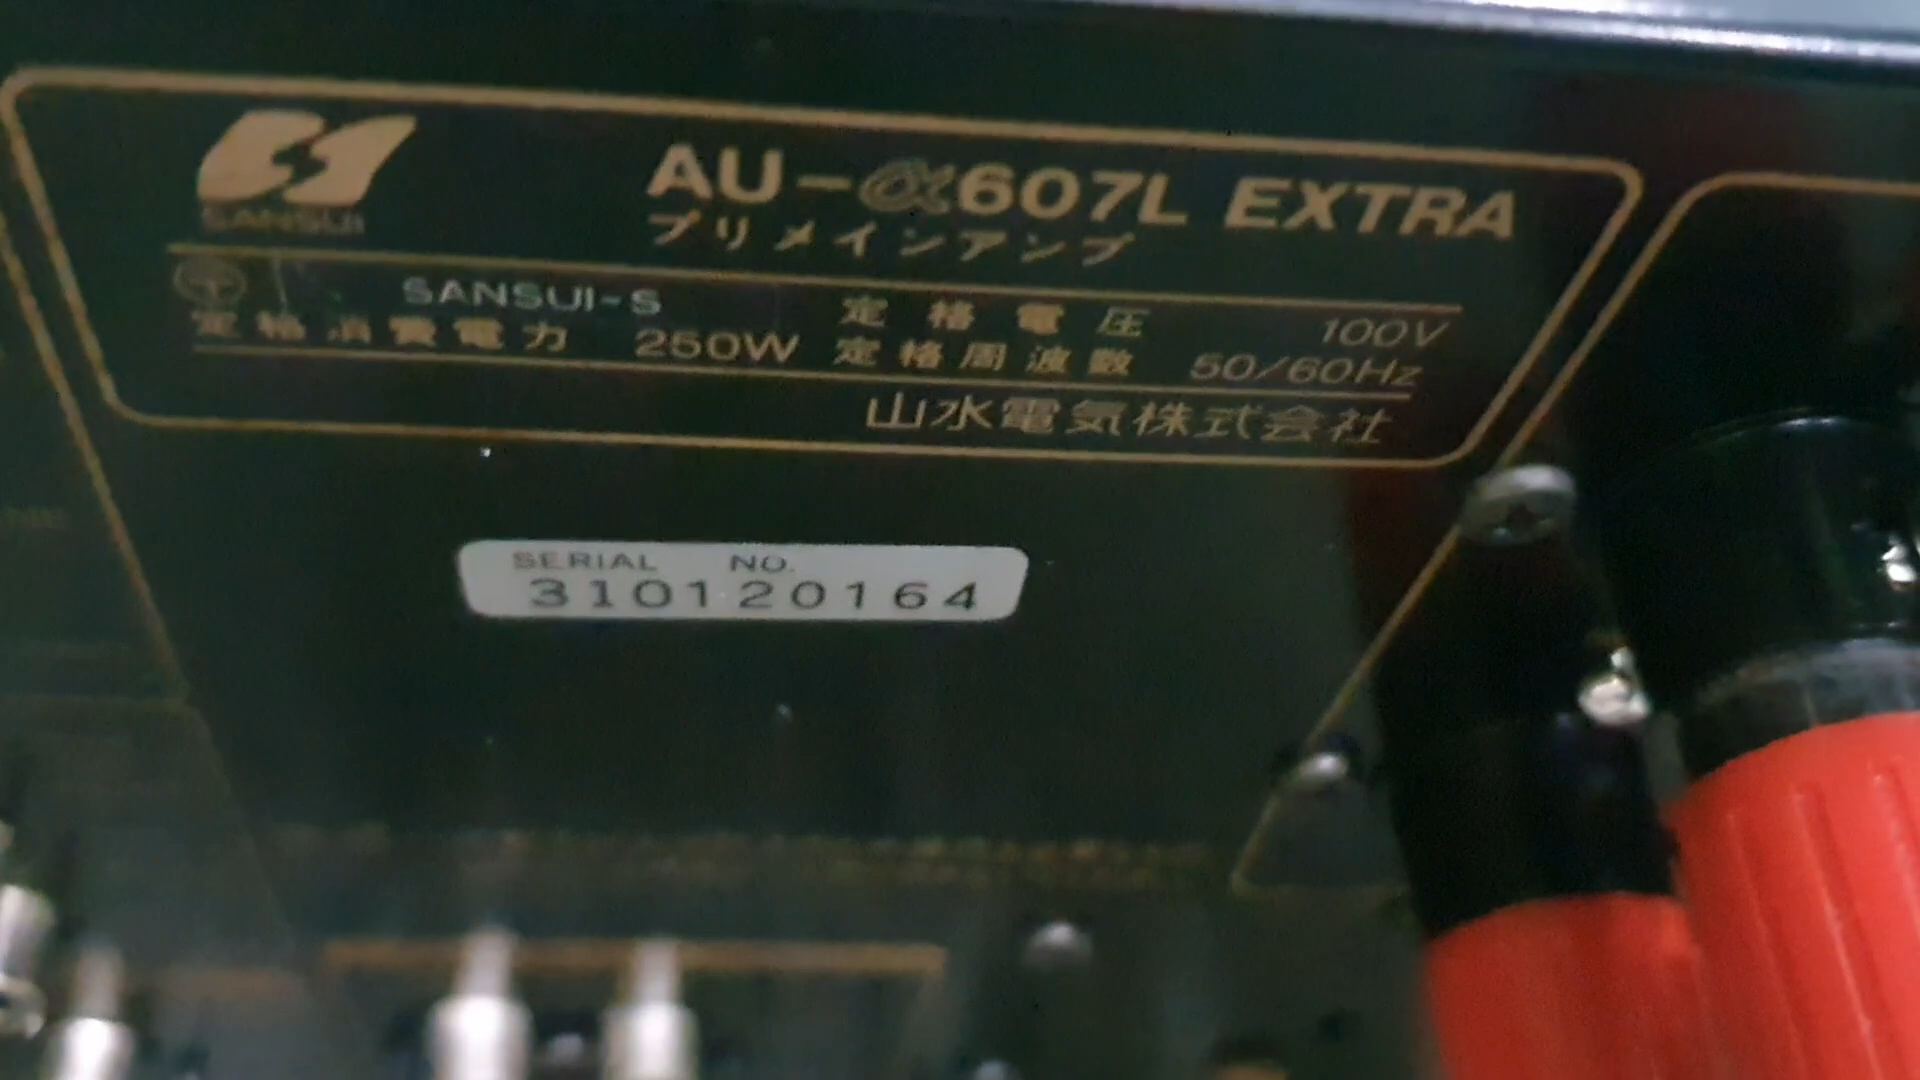 SANSUI
AU-α607L EXTRA
プリメインアンプ
SANSUI-S 定格電圧 100V
定格消費電力 250W 定格周波数 50/60Hz
山水電気株式会社
SERIAL NO.
310120164